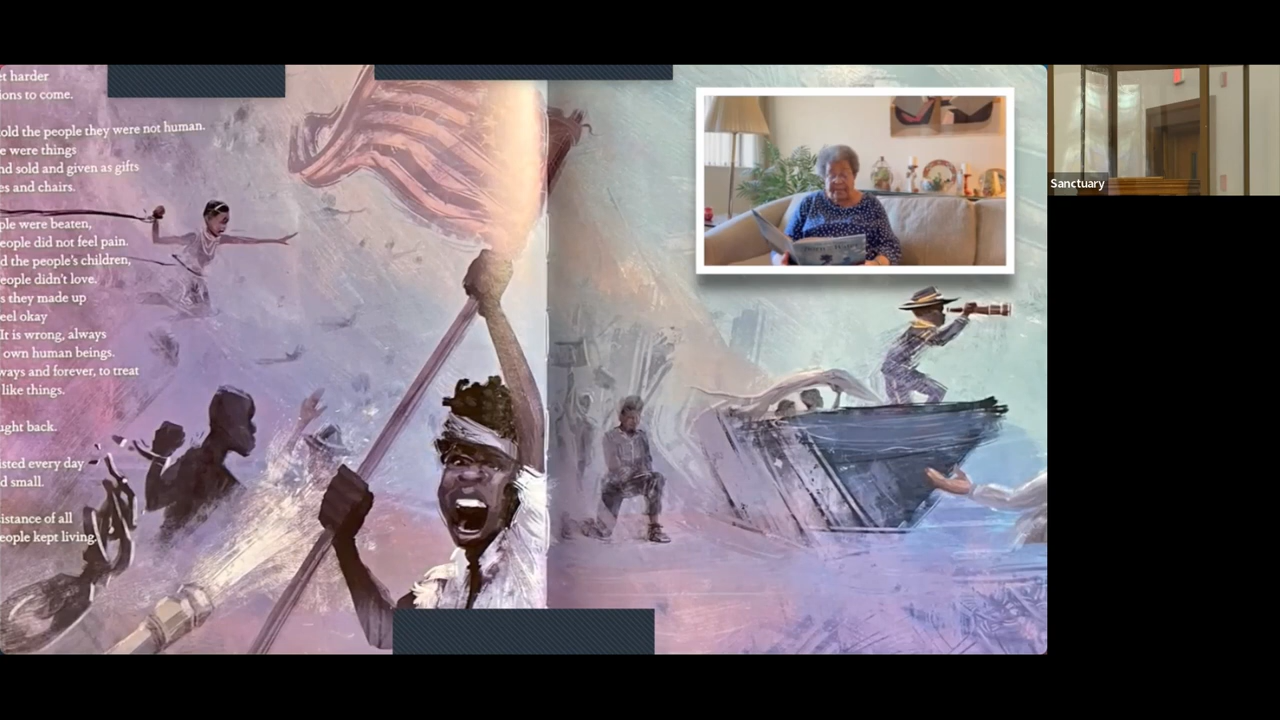 et harder
ions to come.
told the people they were not human.
e were things
nd sold and given as gifts
es and chairs.
ple were beaten,
eople did not feel pain.
d the people's children,
eople didn't love.
s they made up
eel okay
It is wrong, always
own human beings.
ways and forever, to treat
like things.
ught back.
isted every day
d small.
sistance of all
eople kept living.
Sanctuary